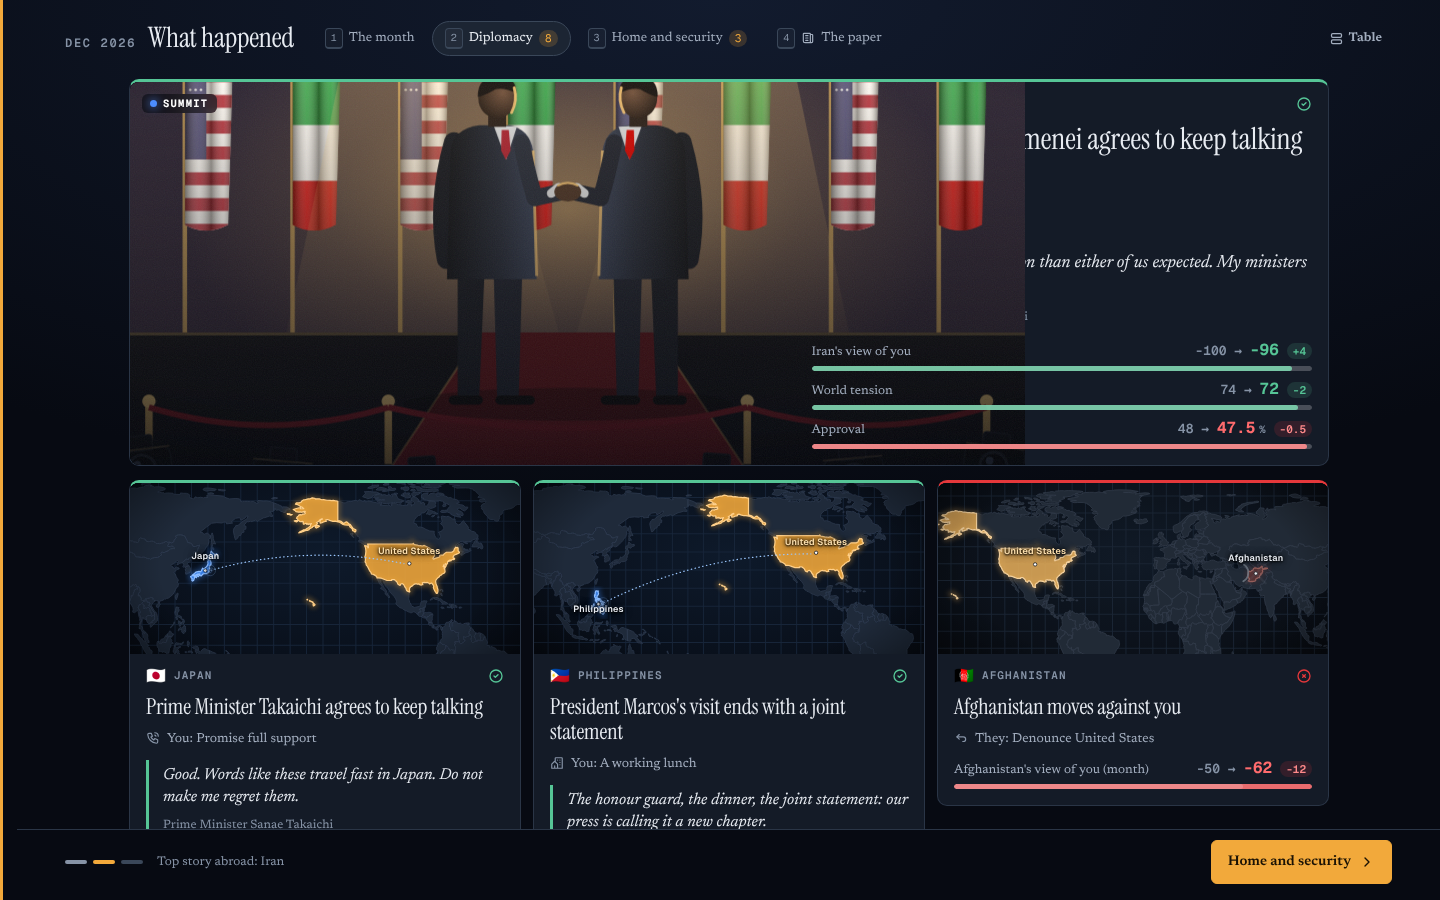 DEC 2026 What happened 1 The month 2 Diplomacy 8 3 Home and security 3 4 The paper Table
SUMMIT
agrees to keep talking
than either of us expected. My ministers
Iran's view of you -100 → -96 +4
World tension 74 → 72 -2
Approval 48 → 47.5 % -0.5
Japan
United States
Philippines
United States
United States
Afghanistan
JAPAN
Prime Minister Takaichi agrees to keep talking
You: Promise full support
Good. Words like these travel fast in Japan. Do not
make me regret them.
Prime Minister Sanae Takaichi
PHILIPPINES
President Marcos's visit ends with a joint
statement
You: A working lunch
The honour guard, the dinner, the joint statement: our
press is calling it a new chapter.
AFGHANISTAN
Afghanistan moves against you
They: Denounce United States
Afghanistan's view of you (month) -50 → -62 -12
Top story abroad: Iran
Home and security